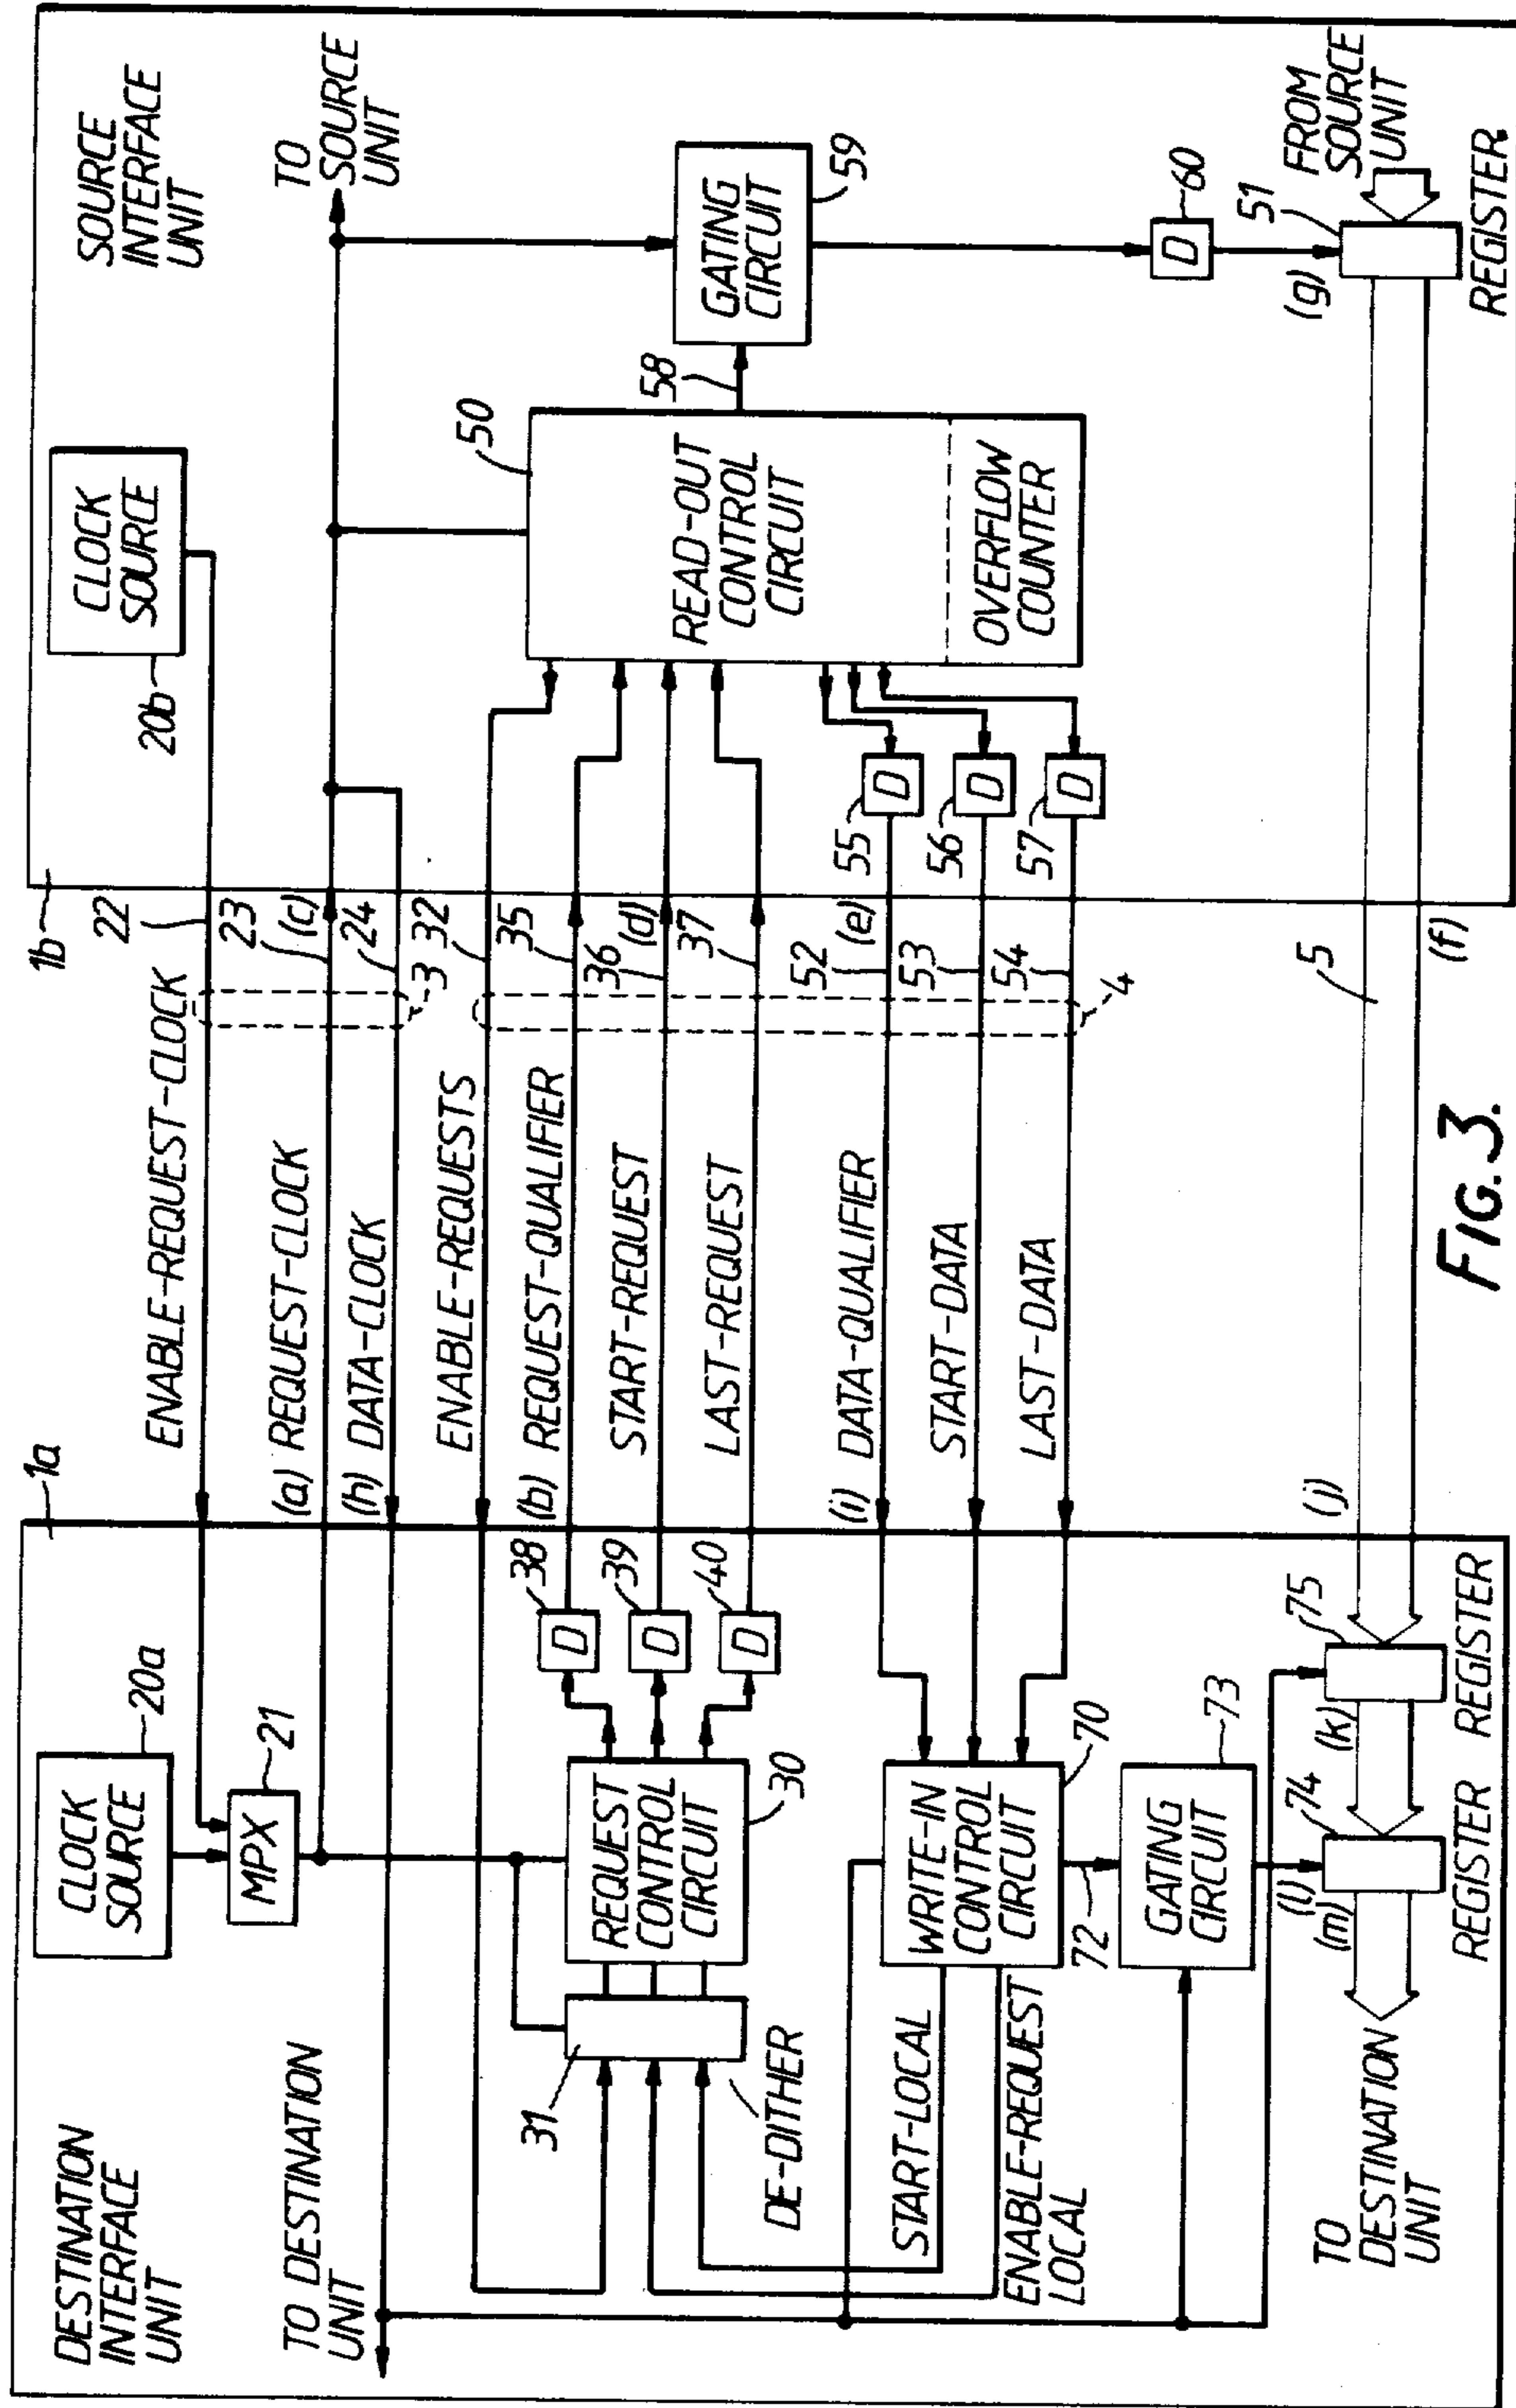 1a
1b
DESTINATION
INTERFACE
UNIT
CLOCK
SOURCE
20a
MPX
21
TO DESTINATION
UNIT
ENABLE-REQUEST-CLOCK
22
(a) REQUEST-CLOCK
23
(c)
(h) DATA-CLOCK
24
3
CLOCK
SOURCE
20b
SOURCE
INTERFACE
UNIT
TO
SOURCE
UNIT
ENABLE-REQUESTS
32
(b) REQUEST-QUALIFIER
35
START-REQUEST
36
(d)
LAST-REQUEST
37
31
DE-DITHER
REQUEST
CONTROL
CIRCUIT
30
D
38
D
39
D
40
READ-OUT
CONTROL
CIRCUIT
50
OVERFLOW
COUNTER
58
GATING
CIRCUIT
59
(i) DATA-QUALIFIER
52
(e)
START-DATA
53
LAST-DATA
54
4
D
55
D
56
D
57
START-LOCAL
ENABLE-REQUEST
LOCAL
WRITE-IN
CONTROL
CIRCUIT
70
72
GATING
CIRCUIT
73
D
60
TO
DESTINATION
UNIT
(m)
(l)
74
REGISTER
(k)
75
REGISTER
(j)
5
(f)
(g)
51
REGISTER
FROM
SOURCE
UNIT
FIG. 3.